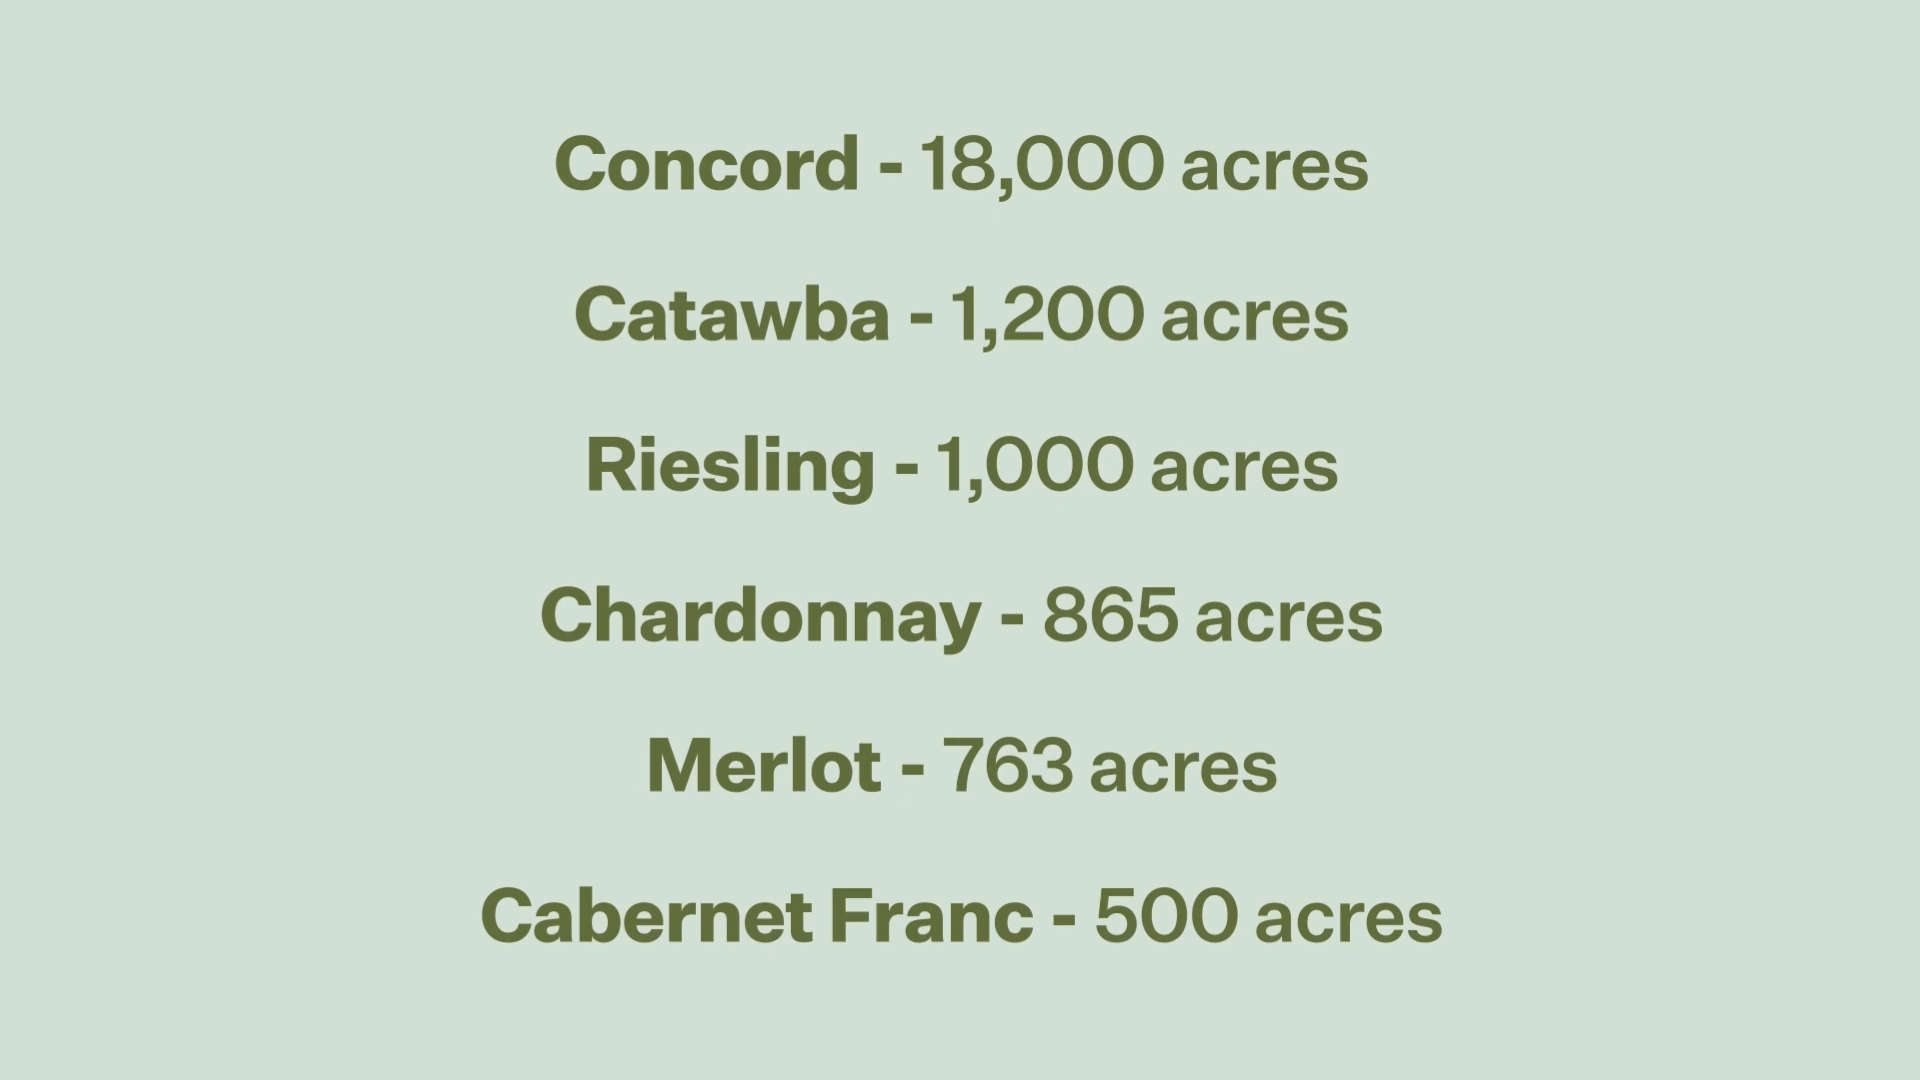 Concord - 18,000 acres
Catawba - 1,200 acres
Riesling - 1,000 acres
Chardonnay - 865 acres
Merlot - 763 acres
Cabernet Franc - 500 acres